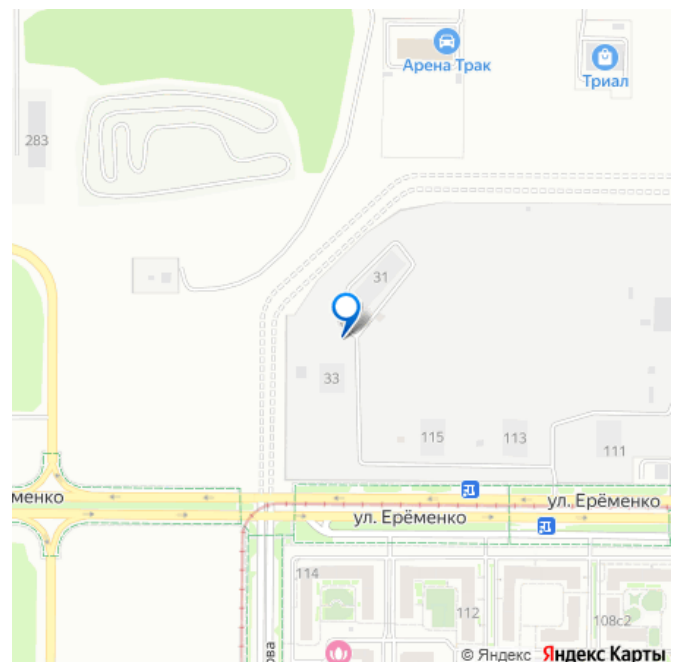 Арена Трак
Триал
283
31
33
115
113
111
менко
ул. Ерёменко
ул. Ерёменко
114
112
108с2
ова
© Яндекс Яндекс Карты